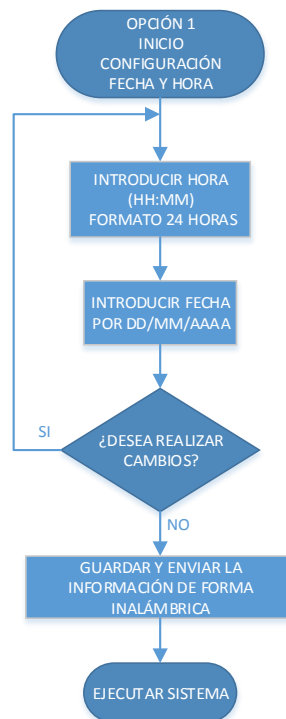 OPCIÓN 1
INICIO
CONFIGURACIÓN
FECHA Y HORA
INTRODUCIR HORA
(HH:MM)
FORMATO 24 HORAS
INTRODUCIR FECHA
POR DD/MM/AAAA
SI
¿DESEA REALIZAR
CAMBIOS?
NO
GUARDAR Y ENVIAR LA
INFORMACIÓN DE FORMA
INALÁMBRICA
EJECUTAR SISTEMA